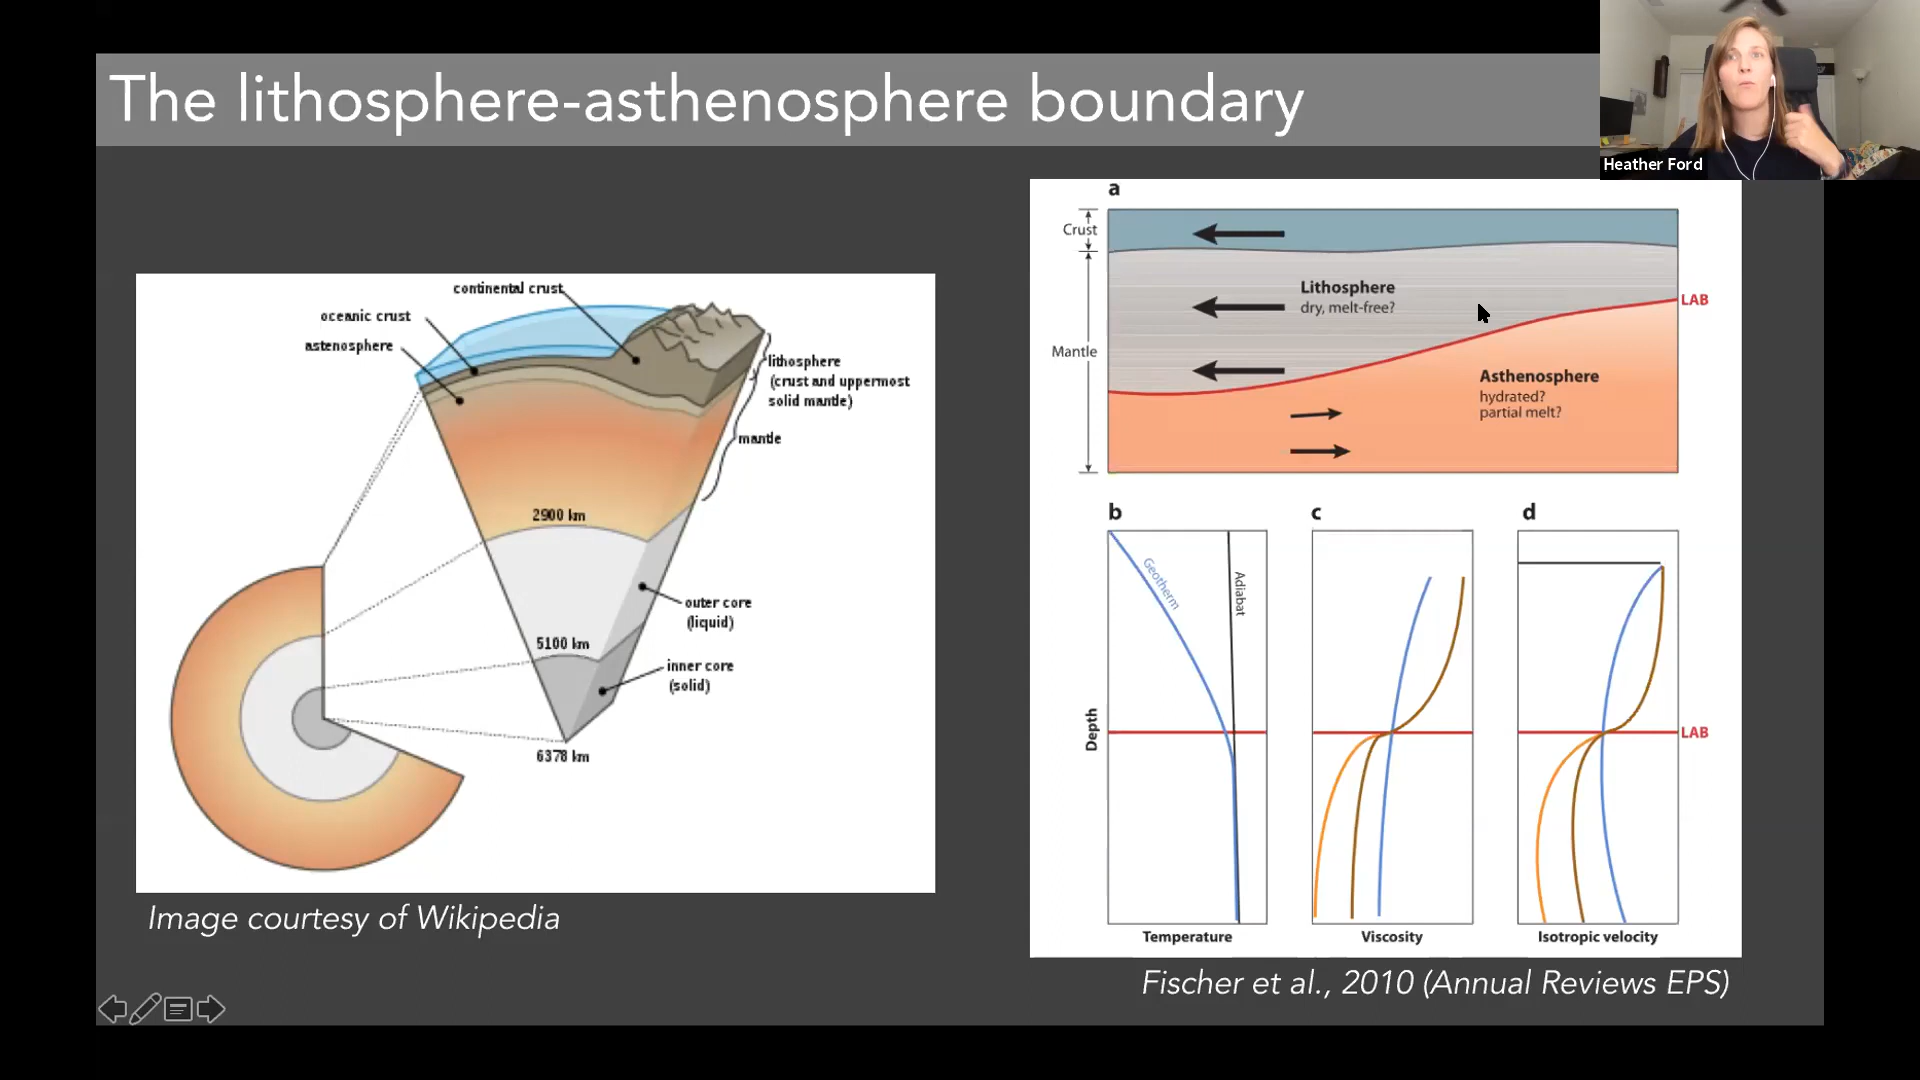 The lithosphere-asthenosphere boundary
Heather Ford
continental crust
oceanic crust
astenosphere
lithosphere
(crust and uppermost
solid mantle)
mantle
2900 km
outer core
(liquid)
5100 km
inner core
(solid)
6378 km
Image courtesy of Wikipedia
a
Crust
Lithosphere
dry, melt-free?
LAB
Mantle
Asthenosphere
hydrated?
partial melt?
b
c
d
Geotherm
Adiabat
Depth
LAB
Temperature
Viscosity
Isotropic velocity
Fischer et al., 2010 (Annual Reviews EPS)